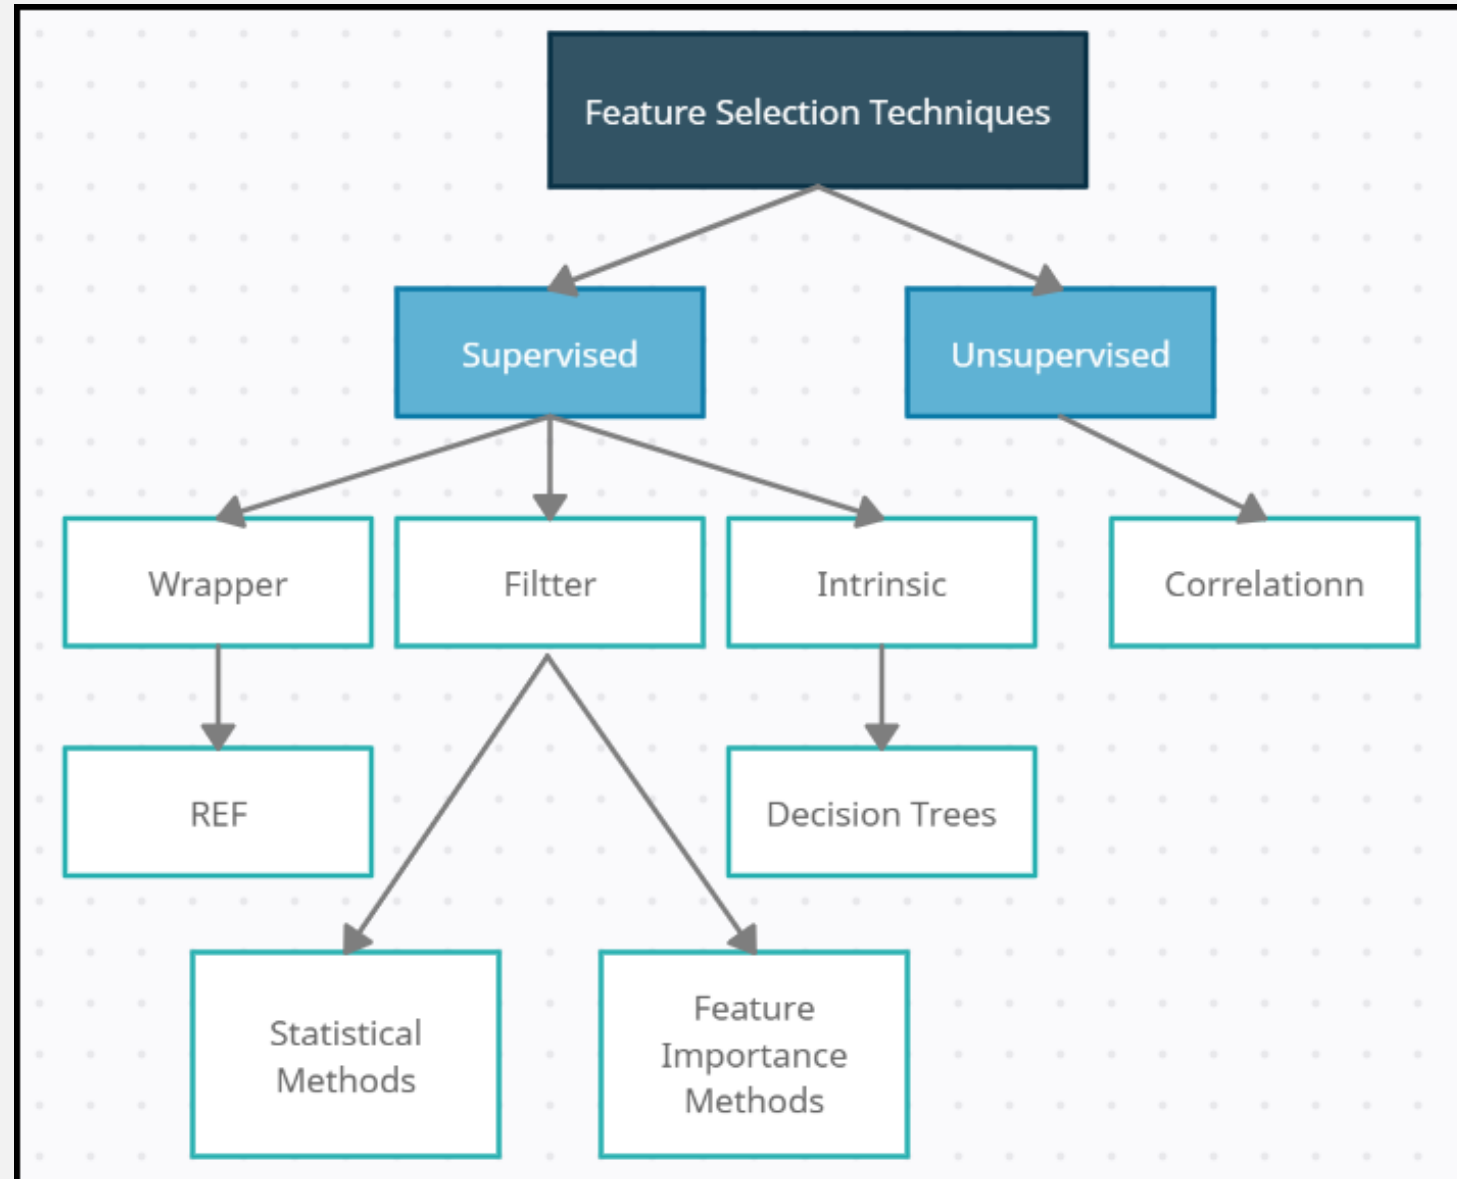 Feature Selection Techniques
Supervised
Unsupervised
Wrapper
Filtter
Intrinsic
Correlationn
REF
Decision Trees
Statistical
Methods
Feature
Importance
Methods